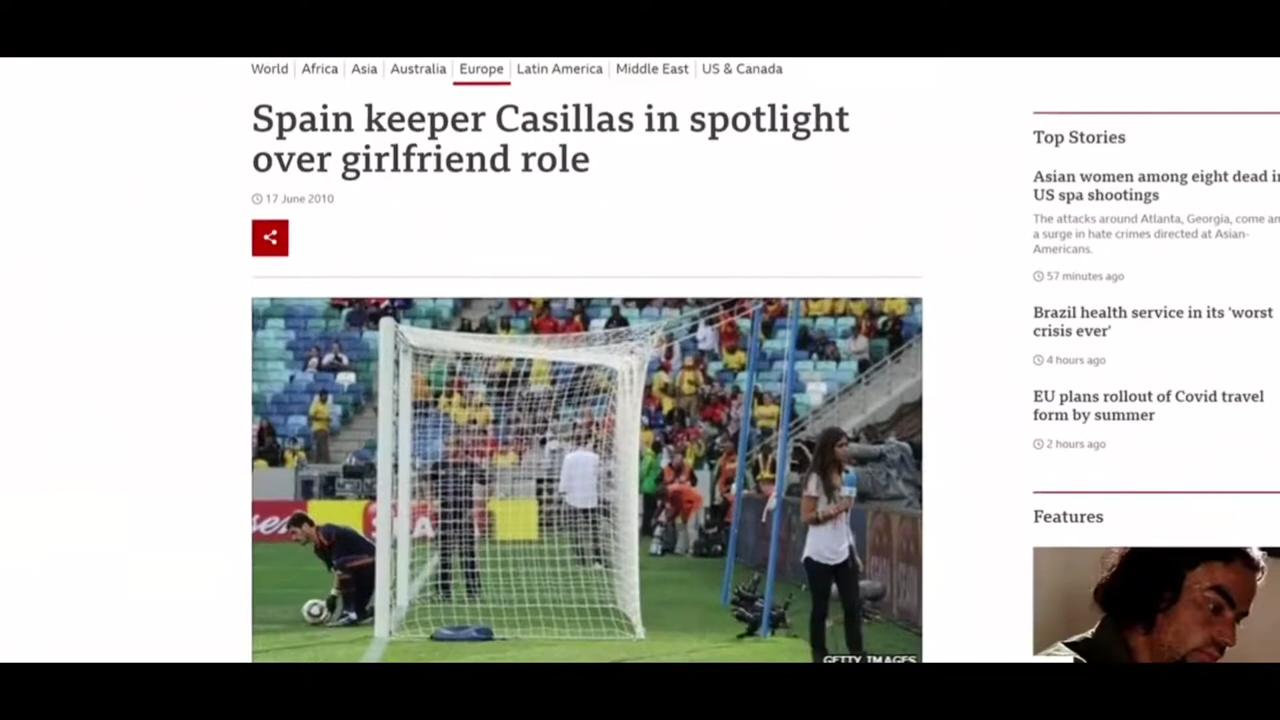 World Africa Asia Australia Europe Latin America Middle East US & Canada
Spain keeper Casillas in spotlight
over girlfriend role
17 June 2010
GETTY IMAGES
Top Stories
Asian women among eight dead in
US spa shootings
The attacks around Atlanta, Georgia, come
a surge in hate crimes directed at Asian-
Americans.
57 minutes ago
Brazil health service in its 'worst
crisis ever'
4 hours ago
EU plans rollout of Covid travel
form by summer
2 hours ago
Features